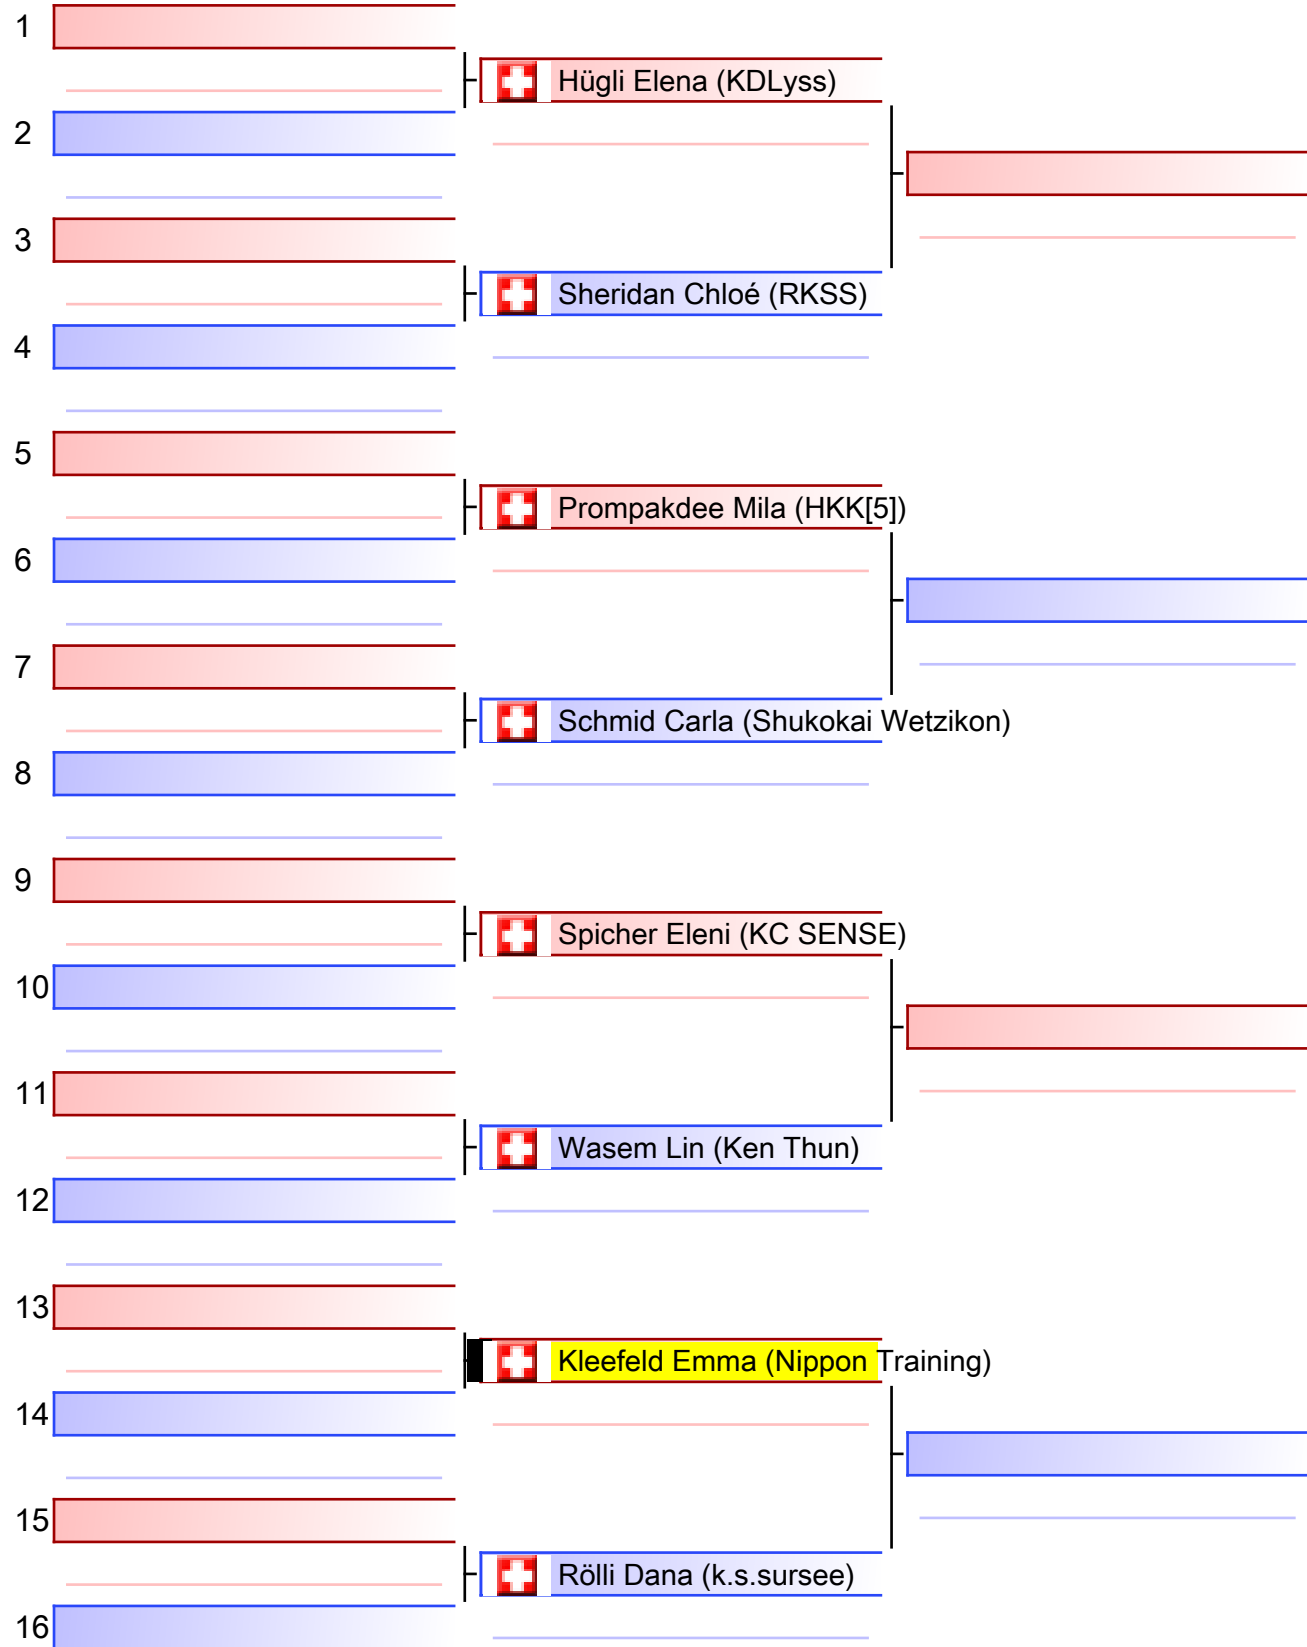 1
Hügli Elena (KDLyss)
2
3
Sheridan Chloé (RKSS)
4
5
Prompakdee Mila (HKK[5])
6
7
Schmid Carla (Shukokai Wetzikon)
8
9
Spicher Eleni (KC SENSE)
10
11
Wasem Lin (Ken Thun)
12
13
Kleefeld Emma (Nippon Training)
14
15
Rölli Dana (k.s.sursee)
16